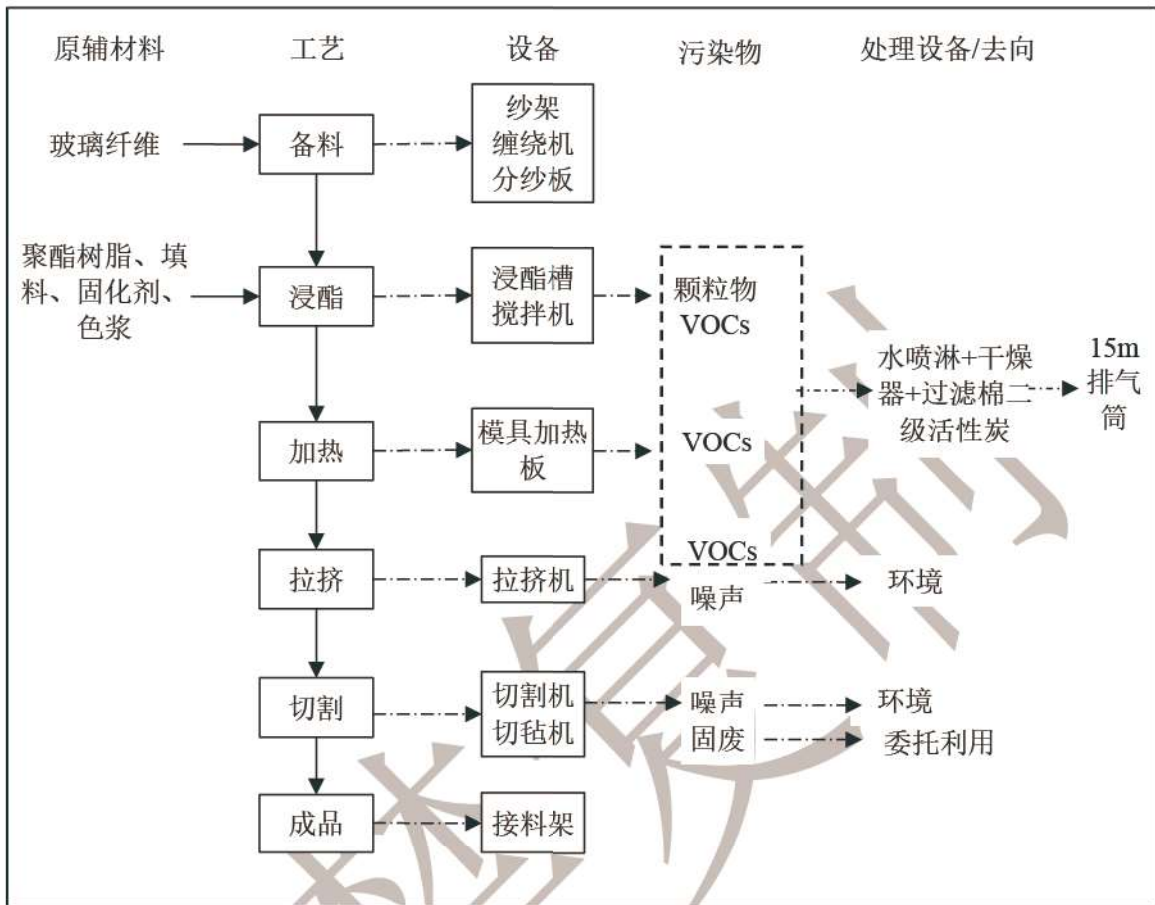 原辅材料 工艺 设备 污染物 处理设备/去向
纱架
玻璃纤维 备料 缠绕机
分纱板
聚酯树脂、填
料、固化剂、
色浆
浸酯
浸酯槽
搅拌机
颗粒物
VOCs
水喷淋+干燥
器+过滤棉二
级活性炭
15m
排气
筒
加热
模具加热
板
VOCs
VOCs
拉挤 拉挤机 噪声 环境
切割
切割机
切毡机
噪声 环境
固废 委托利用
成品 接料架
禁复制